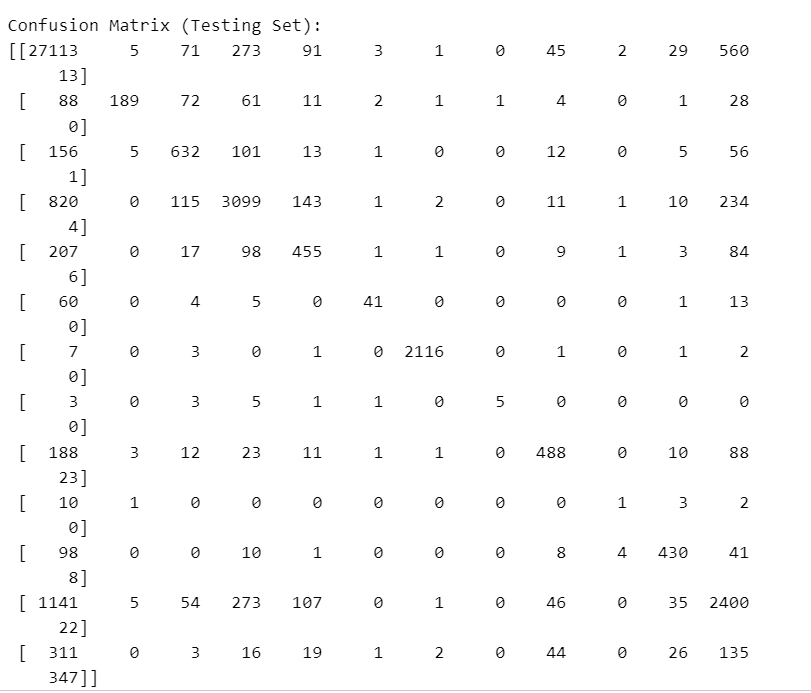 Confusion Matrix (Testing Set):
[[27113 5 71 273 91 3 1 0 45 2 29 560
13]
[ 88 189 72 61 11 2 1 1 4 0 1 28
0]
[ 156 5 632 101 13 1 0 0 12 0 5 56
1]
[ 820 0 115 3099 143 1 2 0 11 1 10 234
4]
[ 207 0 17 98 455 1 1 0 9 1 3 84
6]
[ 60 0 4 5 0 41 0 0 0 0 1 13
0]
[ 7 0 3 0 1 0 2116 0 1 0 1 2
0]
[ 3 0 3 5 1 1 0 5 0 0 0 0
0]
[ 188 3 12 23 11 1 1 0 488 0 10 88
23]
[ 10 1 0 0 0 0 0 0 0 1 3 2
0]
[ 98 0 0 10 1 0 0 0 8 4 430 41
8]
[ 1141 5 54 273 107 0 1 0 46 0 35 2400
22]
[ 311 0 3 16 19 1 2 0 44 0 26 135
347]]